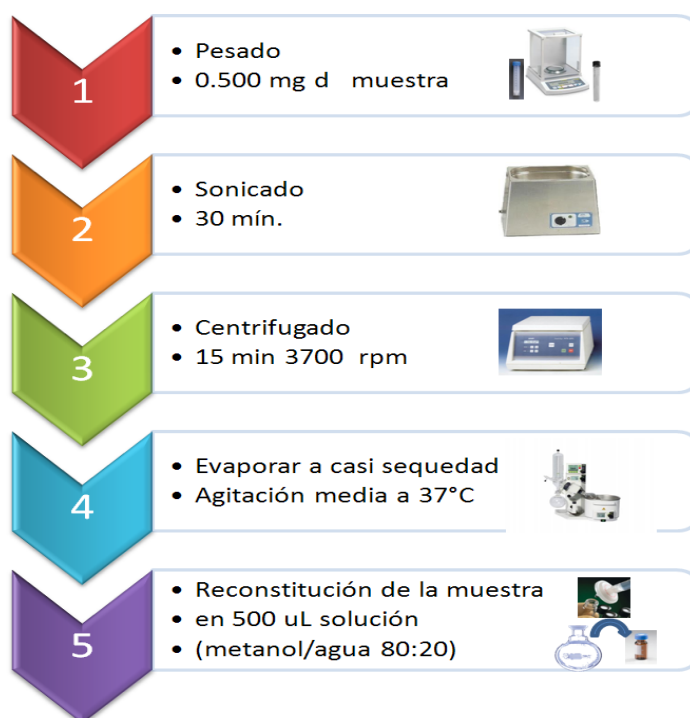 1
• Pesado
• 0.500 mg d muestra
2
• Sonicado
• 30 mín.
3
• Centrifugado
• 15 min 3700 rpm
4
• Evaporar a casi sequedad
• Agitación media a 37°C
5
• Reconstitución de la muestra
• en 500 uL solución
• (metanol/agua 80:20)